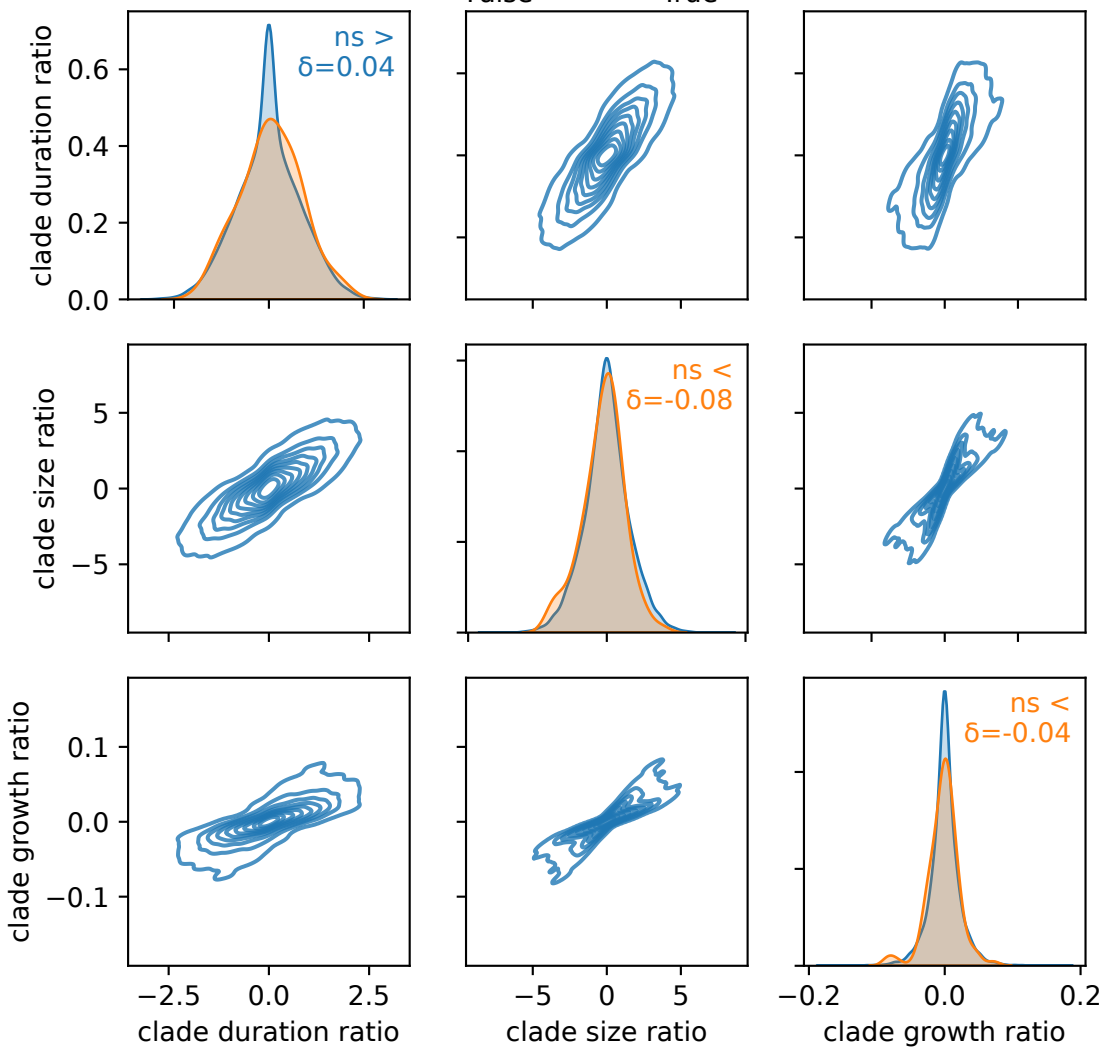 True
ns >
δ=0.04
clade duration ratio
0.6
0.4
0.2
0.0
ns <
δ=-0.08
clade size ratio
5
0
−5
ns <
δ=-0.04
clade growth ratio
0.1
0.0
−0.1
−2.5 0.0 2.5
−5 0 5
−0.2 0.0 0.2
clade duration ratio
clade size ratio
clade growth ratio